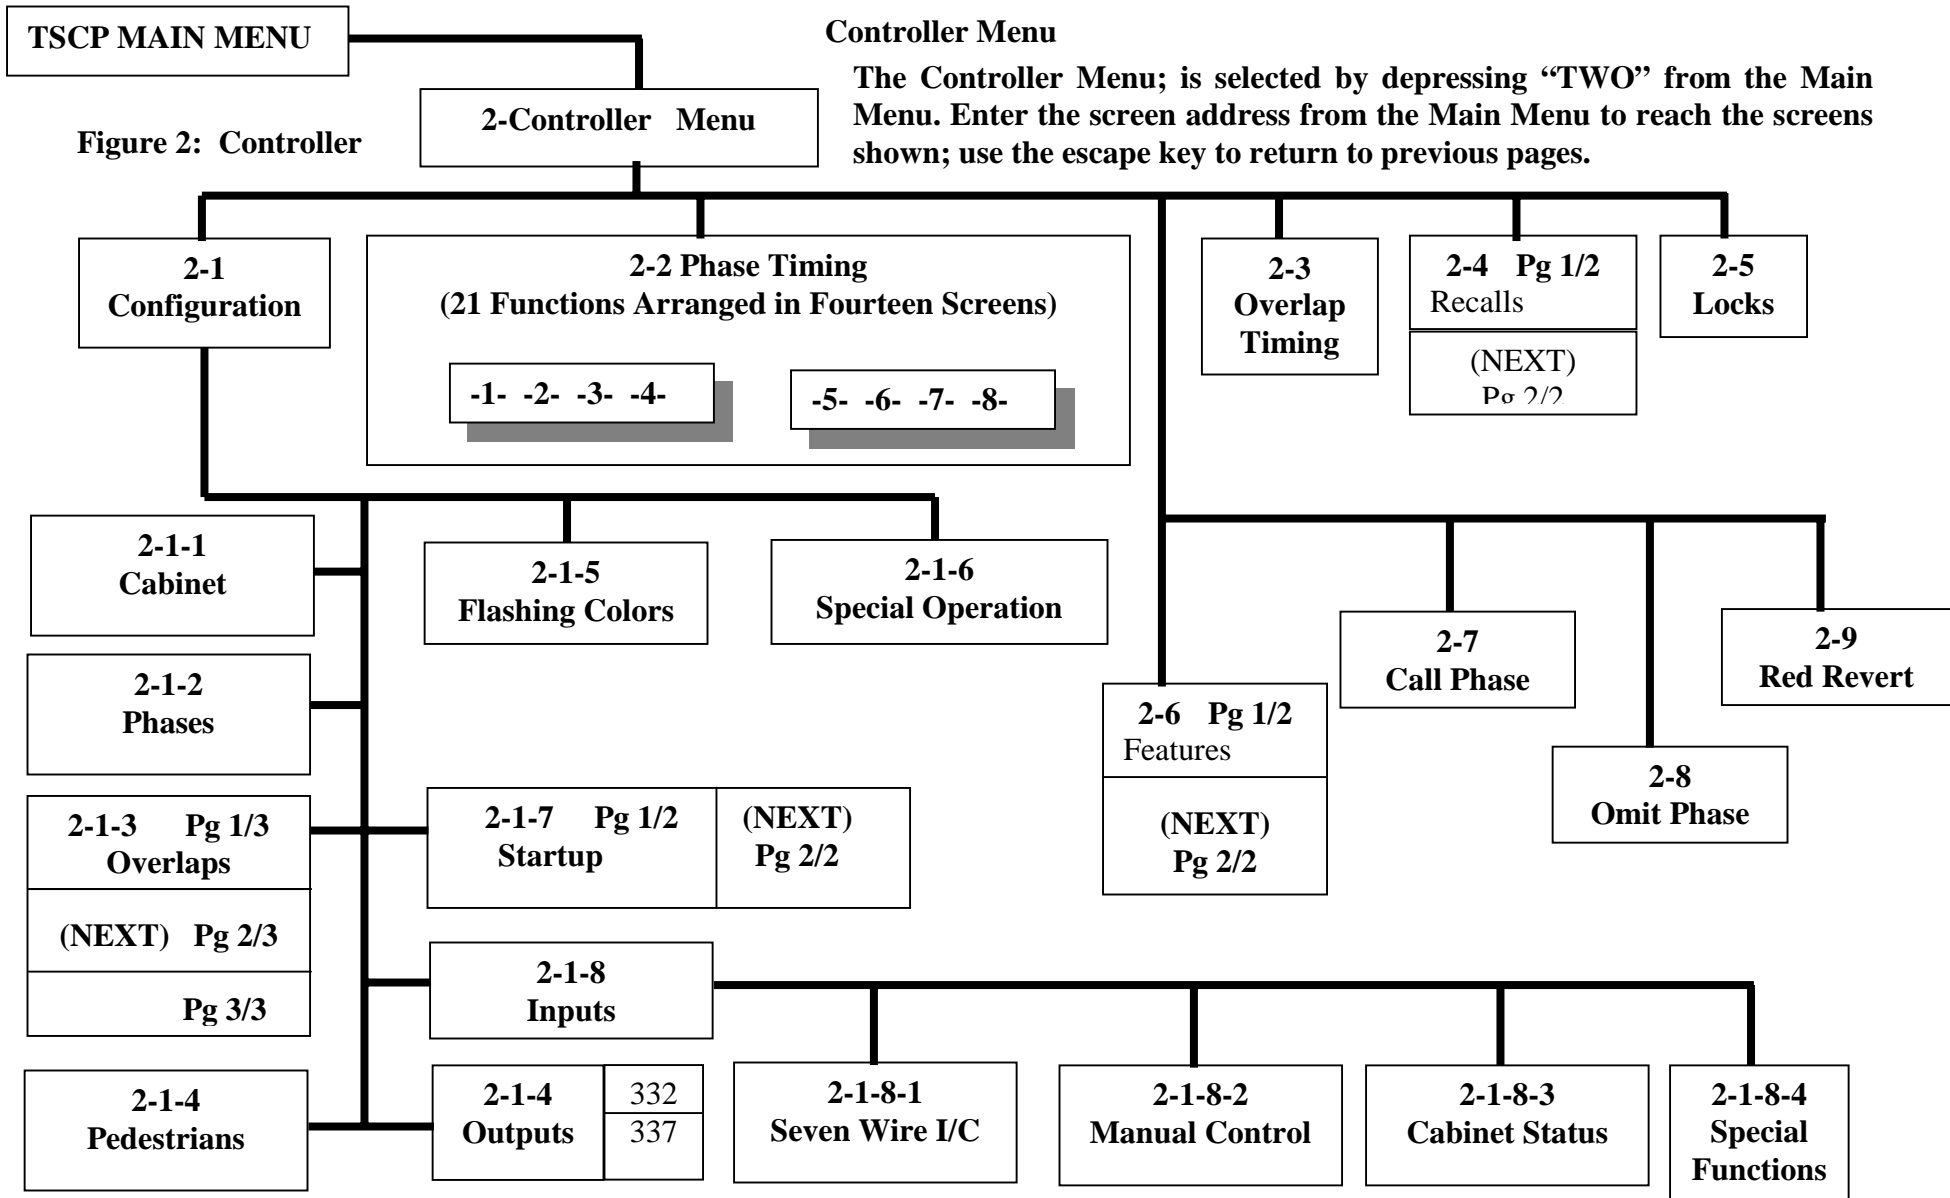 TSCP MAIN MENU
Controller Menu
The Controller Menu; is selected by depressing “TWO” from the Main
Menu. Enter the screen address from the Main Menu to reach the screens
shown; use the escape key to return to previous pages.
2-Controller Menu
Figure 2: Controller
2-1
Configuration
2-2 Phase Timing
(21 Functions Arranged in Fourteen Screens)
-1- -2- -3- -4-
-5- -6- -7- -8-
2-3
Overlap
Timing
2-4 Pg 1/2
Recalls
(NEXT)
Pg 2/2
2-5
Locks
2-1-1
Cabinet
2-1-5
Flashing Colors
2-1-6
Special Operation
2-7
Call Phase
2-9
Red Revert
2-1-2
Phases
2-6 Pg 1/2
Features
(NEXT)
Pg 2/2
2-8
Omit Phase
2-1-3 Pg 1/3
Overlaps
(NEXT) Pg 2/3
Pg 3/3
2-1-7 Pg 1/2
Startup
(NEXT)
Pg 2/2
2-1-8
Inputs
2-1-4
Pedestrians
2-1-4
Outputs
332
337
2-1-8-1
Seven Wire I/C
2-1-8-2
Manual Control
2-1-8-3
Cabinet Status
2-1-8-4
Special
Functions